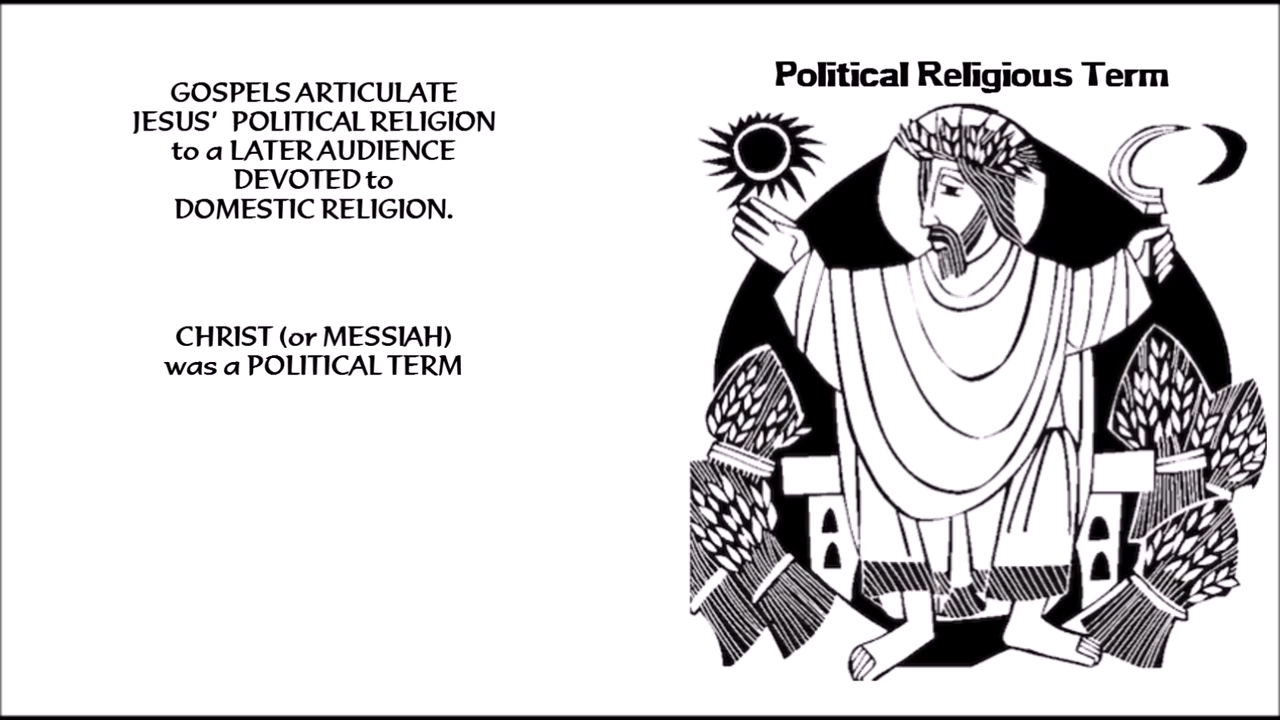 GOSPELS ARTICULATE
JESUS' POLITICAL RELIGION
to a LATER AUDIENCE
DEVOTED to
DOMESTIC RELIGION.
CHRIST (or MESSIAH)
was a POLITICAL TERM
Political Religious Term